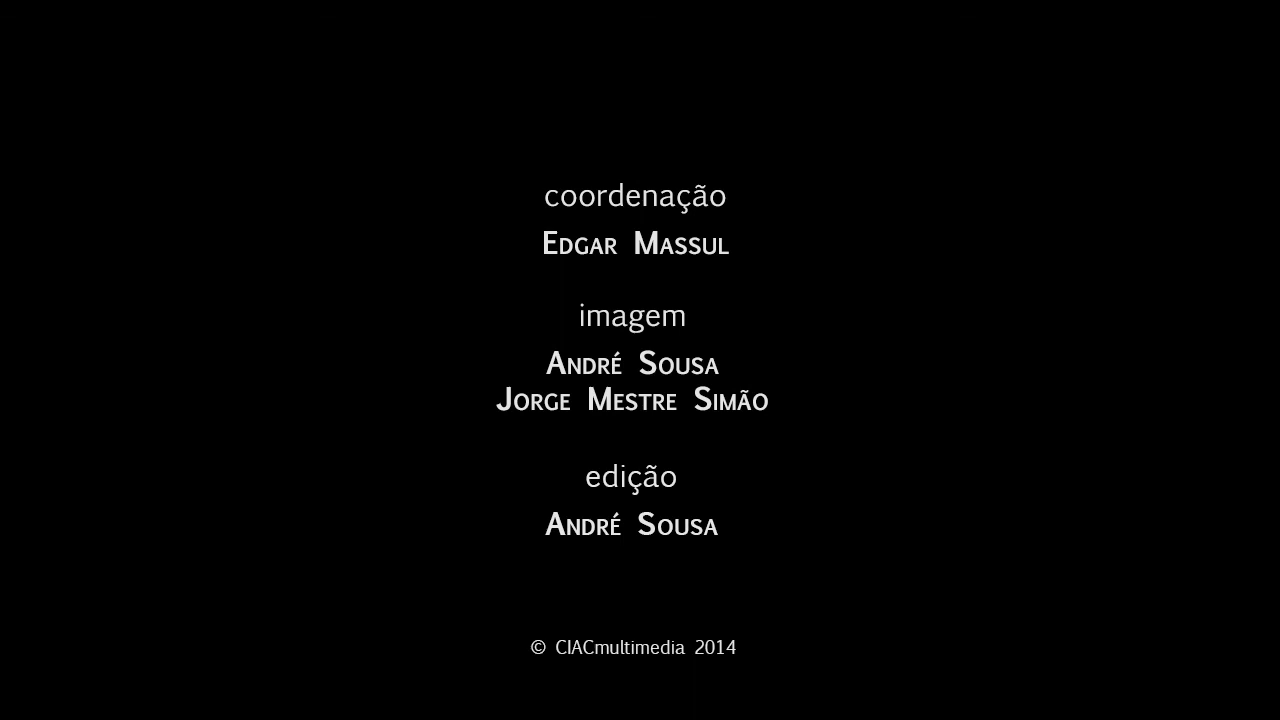 coordenação
Edgar Massul
imagem
André Sousa
Jorge Mestre Simão
edição
André Sousa
© CIACmultimedia 2014